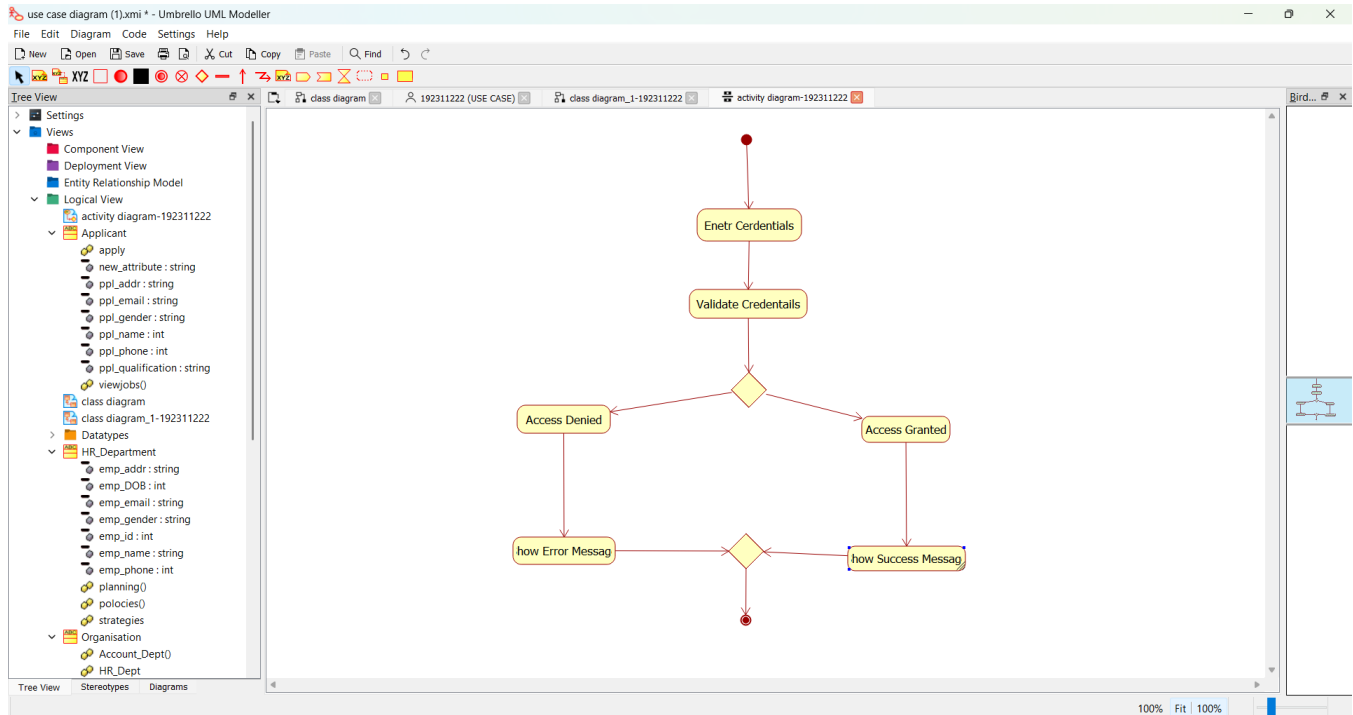 use case diagram (1).xmi * - Umbrello UML Modeller
File Edit Diagram Code Settings Help
New Open Save Cut Copy Paste Find
XYZ XYZ XYZ XYZ
Tree View
class diagram 192311222 (USE CASE) class diagram_1-192311222 activity diagram-192311222
Bird...
Settings
Views
Component View
Deployment View
Entity Relationship Model
Logical View
activity diagram-192311222
ABC Applicant
apply
new_attribute : string
ppl_addr : string
ppl_email : string
ppl_gender : string
ppl_name : int
ppl_phone : int
ppl_qualification : string
viewjobs()
class diagram
class diagram_1-192311222
Datatypes
ABC HR_Department
emp_addr : string
emp_DOB : int
emp_email : string
emp_gender : string
emp_id : int
emp_name : string
emp_phone : int
planning()
polocies()
strategies
ABC Organisation
Account_Dept()
HR_Dept
Tree View Stereotypes Diagrams
Enetr Cerdentials
Validate Credentails
Access Denied
Access Granted
how Error Messag
how Success Messag
100% Fit 100%